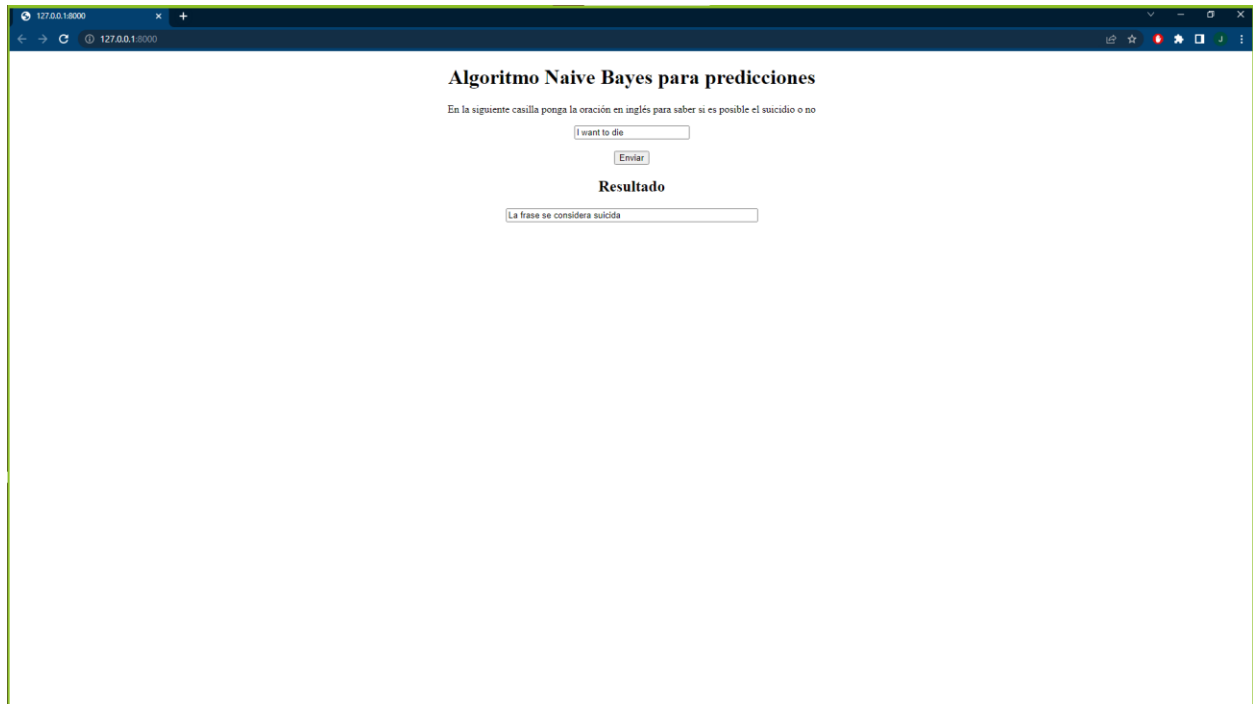 127.0.0.1:8000
127.0.0.1:8000
J
Algoritmo Naive Bayes para predicciones
En la siguiente casilla ponga la oración en inglés para saber si es posible el suicidio o no
I want to die
Enviar
Resultado
La frase se considera suicida